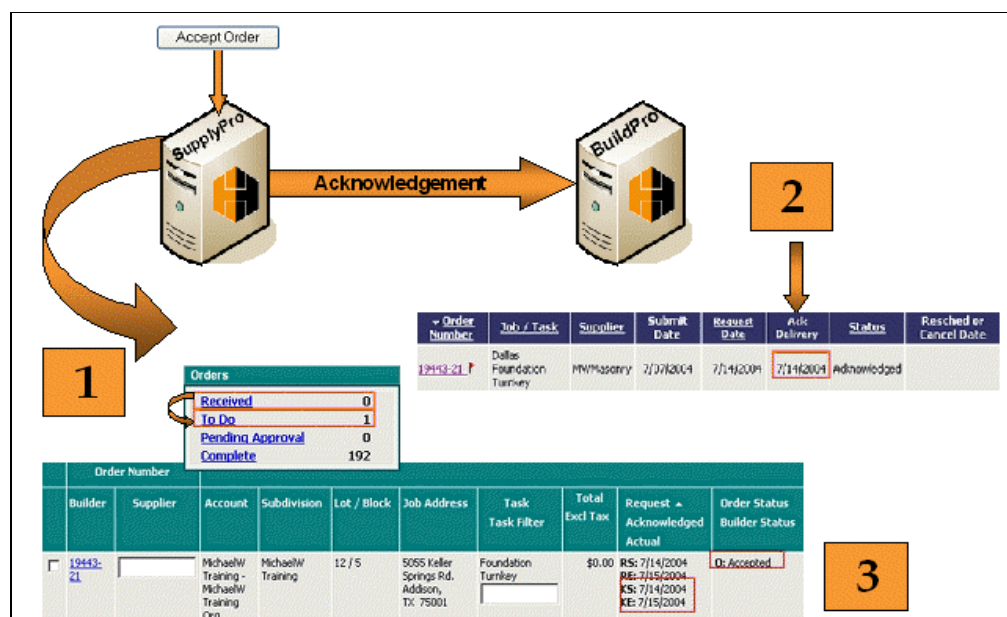 Accept Order
SupplyPro
BuildPro
Acknowledgement
2
Order Number
Job / Task
Supplier
Submit Date
Request Date
Ack Delivery
Status
Resched or Cancel Date
19443-21
Dallas Foundation Turnkey
MWMasonry
7/07/2004
7/14/2004
7/14/2004
Acknowledged
1
Orders
Received 0
To Do 1
Pending Approval 0
Complete 192
Order Number
Builder
Supplier
Account
Subdivision
Lot / Block
Job Address
Task
Task Filter
Total
Excl Tax
Request
Acknowledged
Actual
Order Status
Builder Status
19443-
21
MichaelW
Training -
MichaelW
Training
Org
MichaelW
Training
12 / 5
5055 Keller
Springs Rd.
Addson,
TX 75001
Foundation
Turnkey
$0.00
RS: 7/14/2004
RE: 7/15/2004
KS: 7/14/2004
KE: 7/15/2004
O: Accepted
3